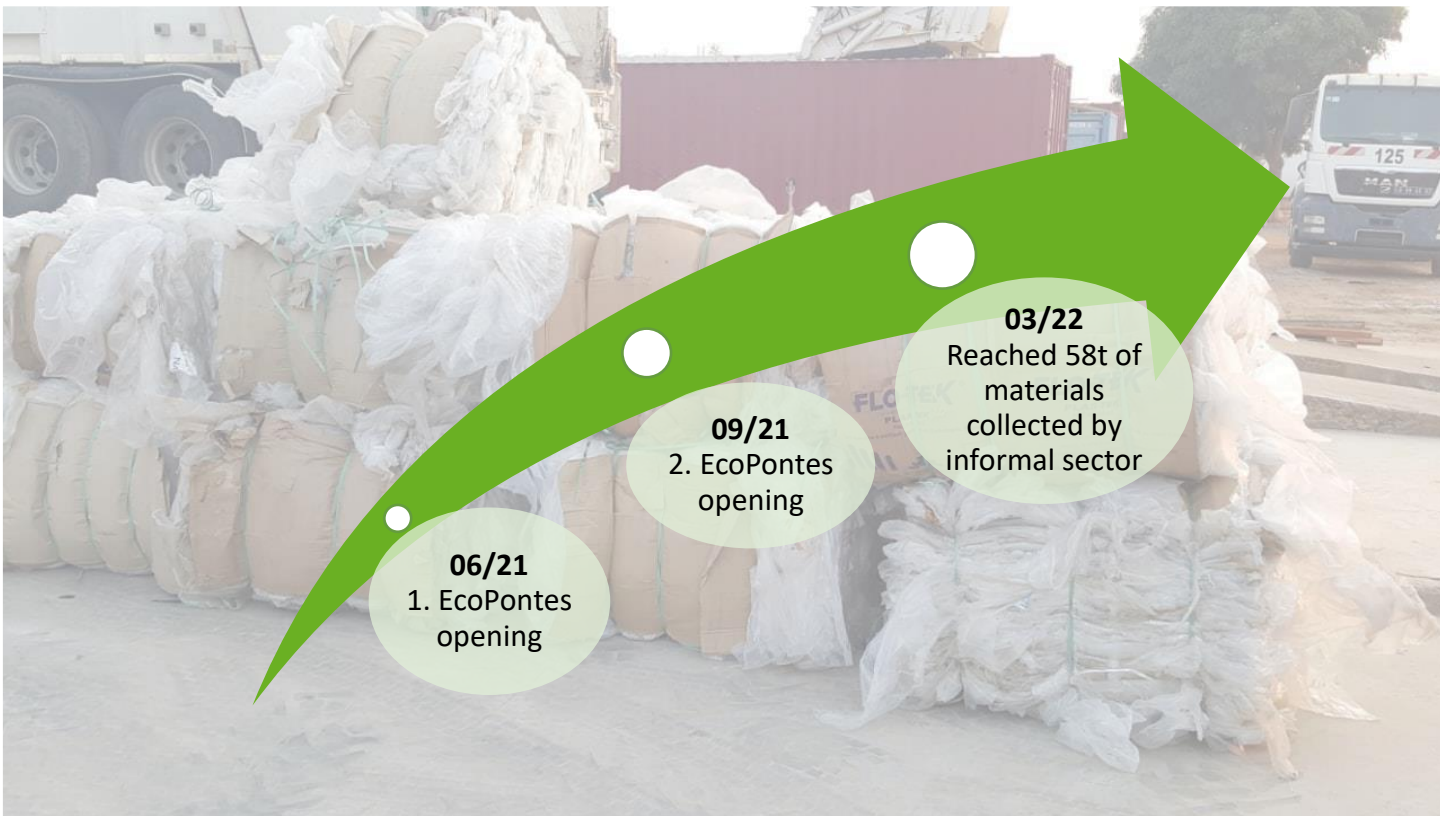 06/21
1. EcoPontes
opening
09/21
2. EcoPontes
opening
03/22
Reached 58t of
materials
collected by
informal sector
125
MAN